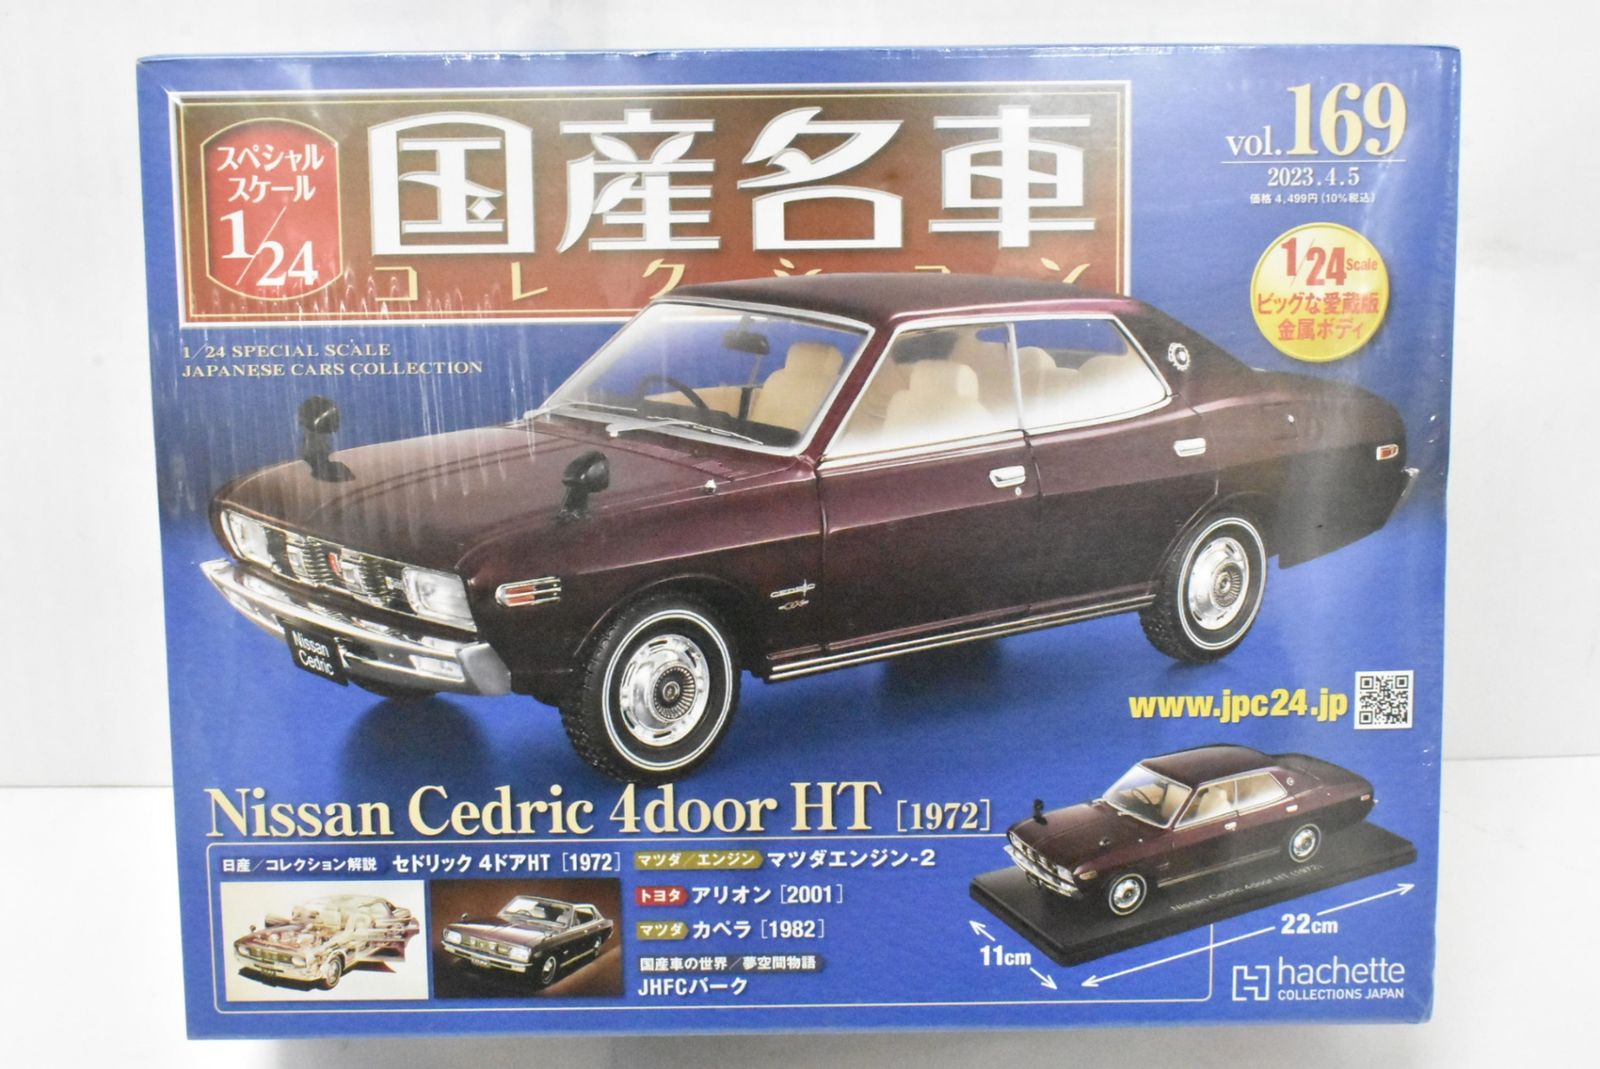 スペシャル
スケール
1/24
国産名車
コレクション
vol.169
2023.4.5
価格 4,499円(10%税込)
1/24 Scale
ビッグな愛蔵版
金属ボディ
1/24 SPECIAL SCALE
JAPANESE CARS COLLECTION
Nissan
Cedric
www.jpc24.jp
Nissan Cedric 4door HT [1972]
日産/コレクション解説 セドリック 4ドアHT [1972]
マツダ/エンジン マツダエンジン-2
トヨタ アリオン [2001]
マツダ カペラ [1982]
国産車の世界/夢空間物語
JHFCパーク
Nissan Cedric 4door HT (1972)
11cm
22cm
hachette
COLLECTIONS JAPAN